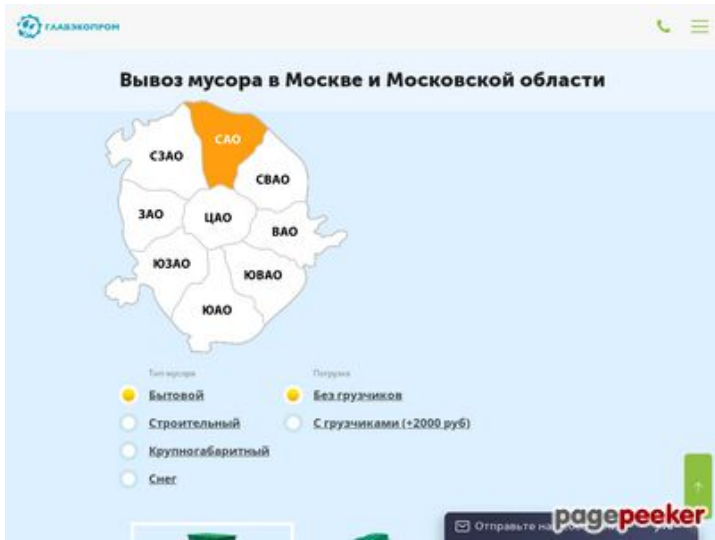 ГЛАВЭКОПРОМ
Вывоз мусора в Москве и Московской области
САО
СЗАО
СВАО
ЗАО
ЦАО
ВАО
ЮЗАО
ЮВАО
ЮАО
Тип мусора
Погрузка
Бытовой
Без грузчиков
Строительный
С грузчиками (+2000 руб)
Крупногабаритный
Снег
Отправьте
pagepeeker